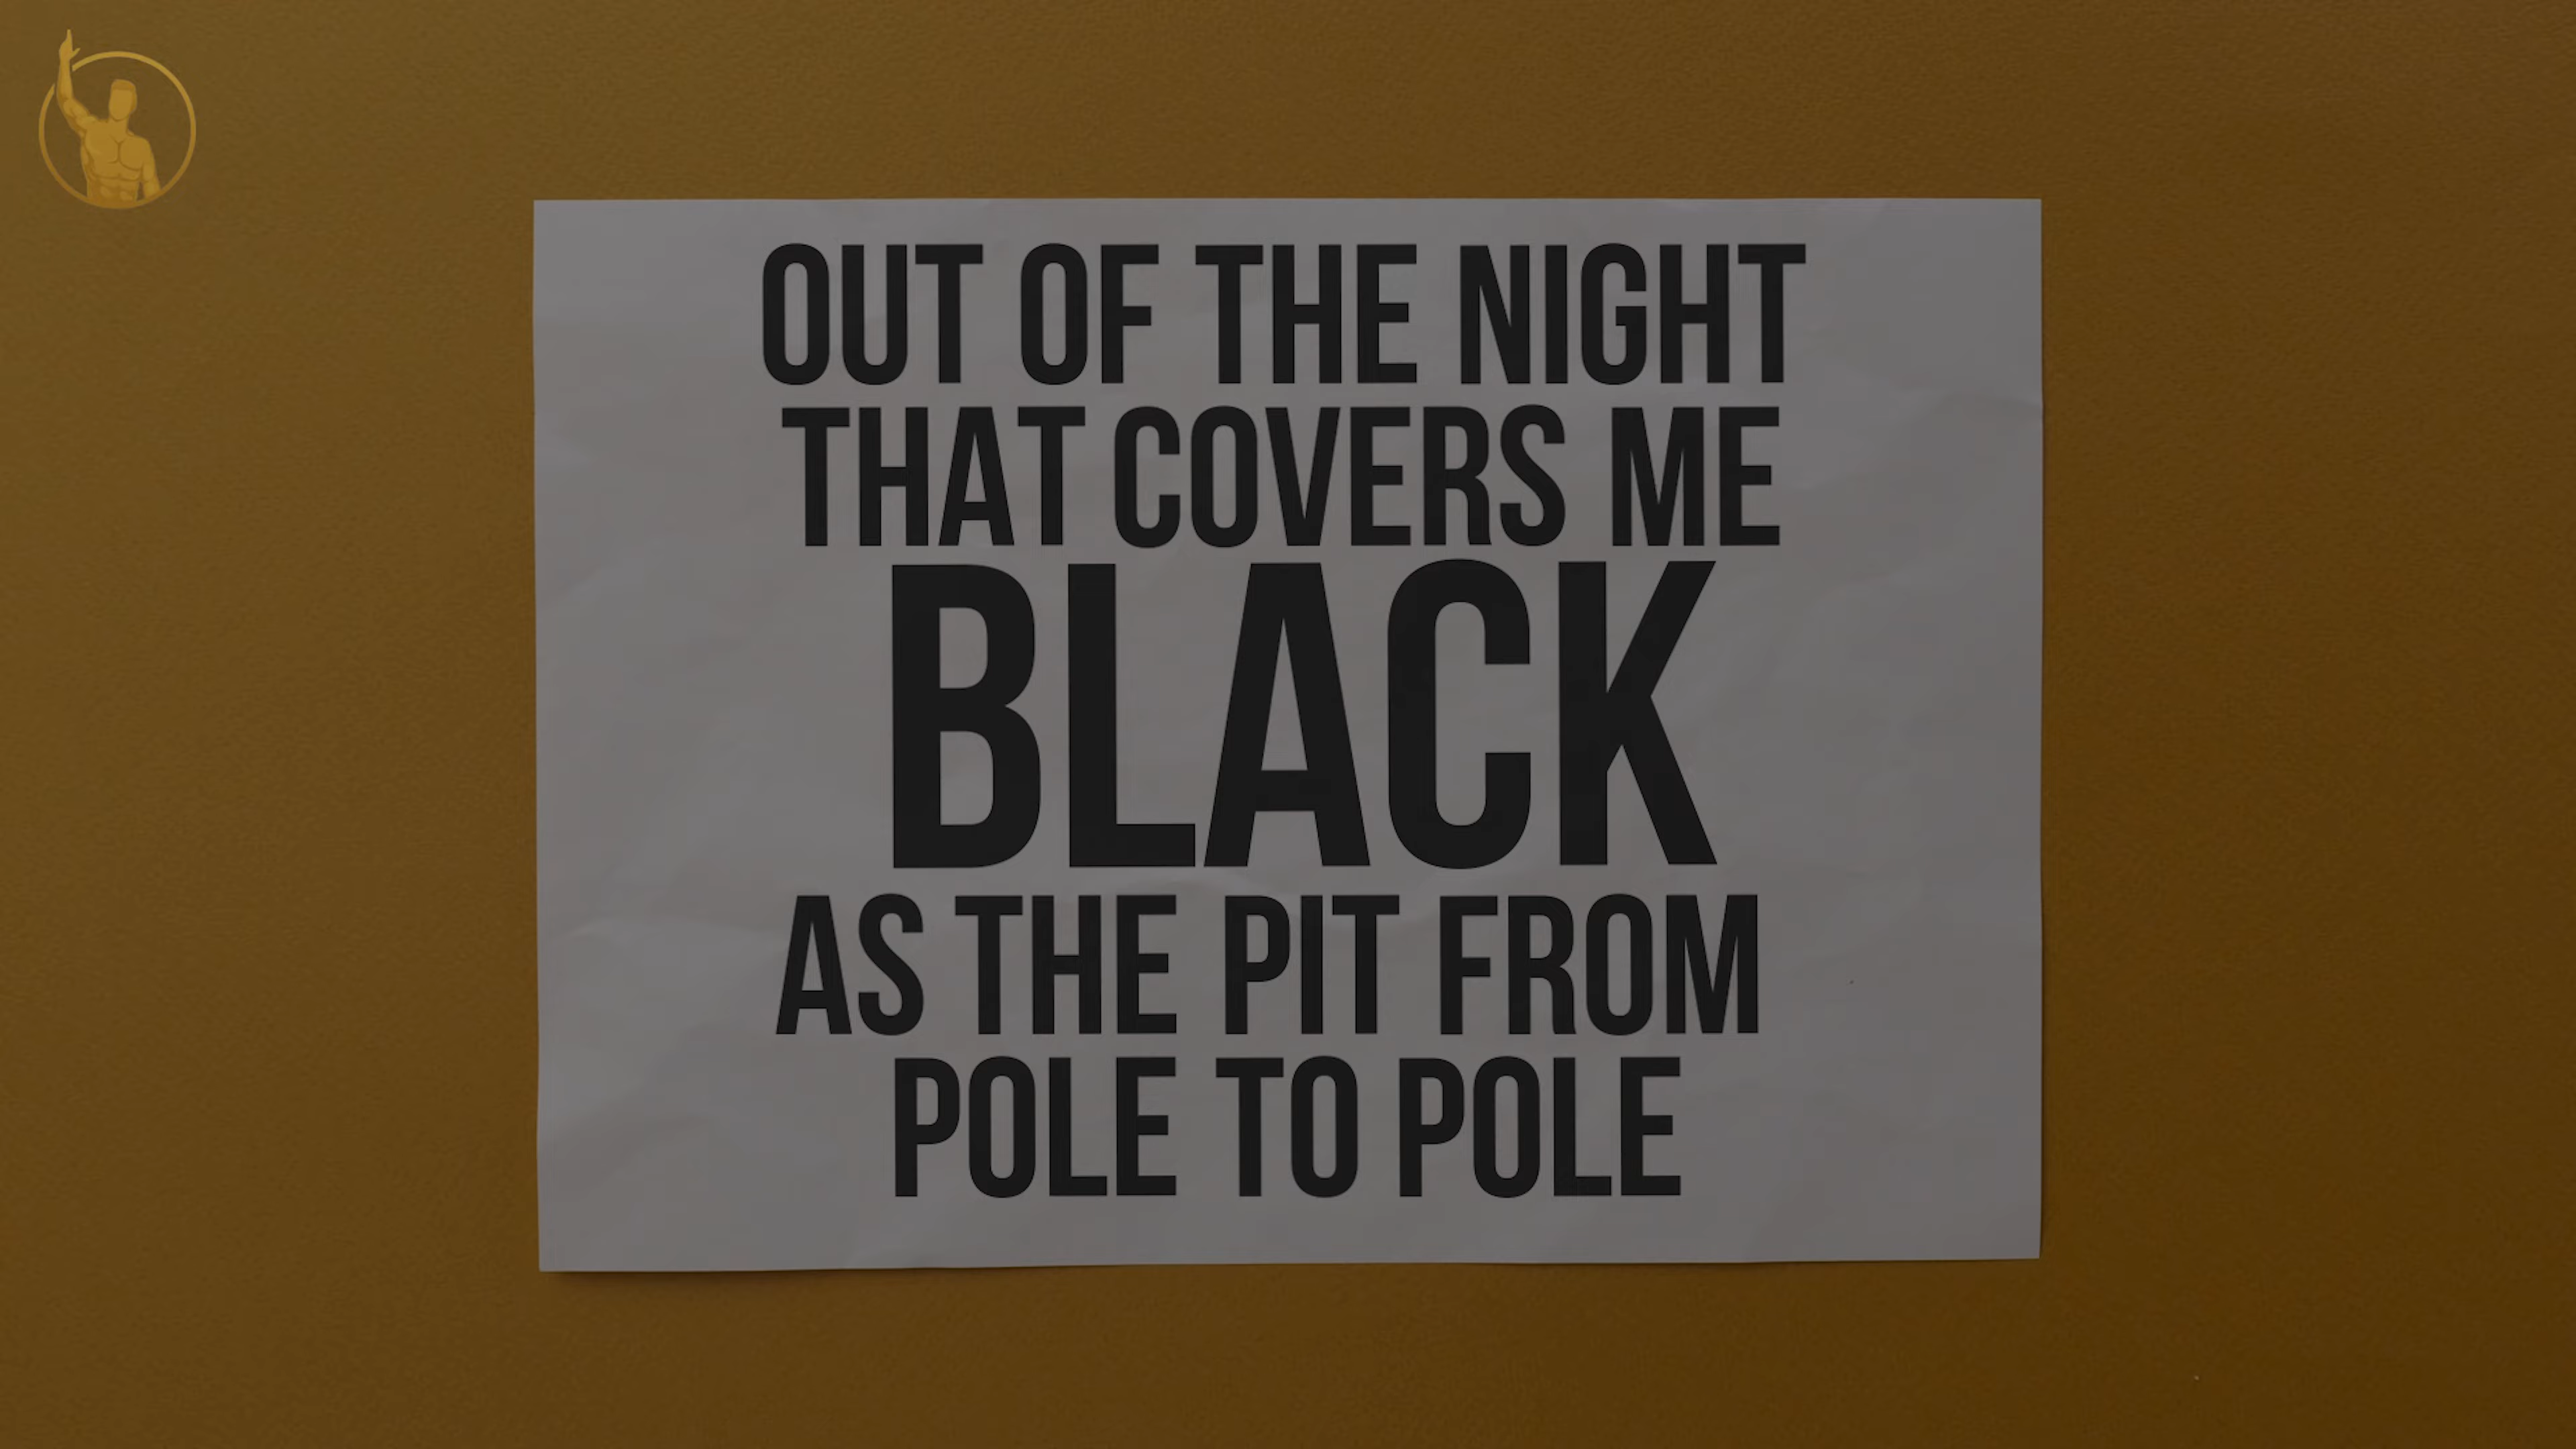 OUT OF THE NIGHT
THAT COVERS ME
BLACK
AS THE PIT FROM
POLE TO POLE